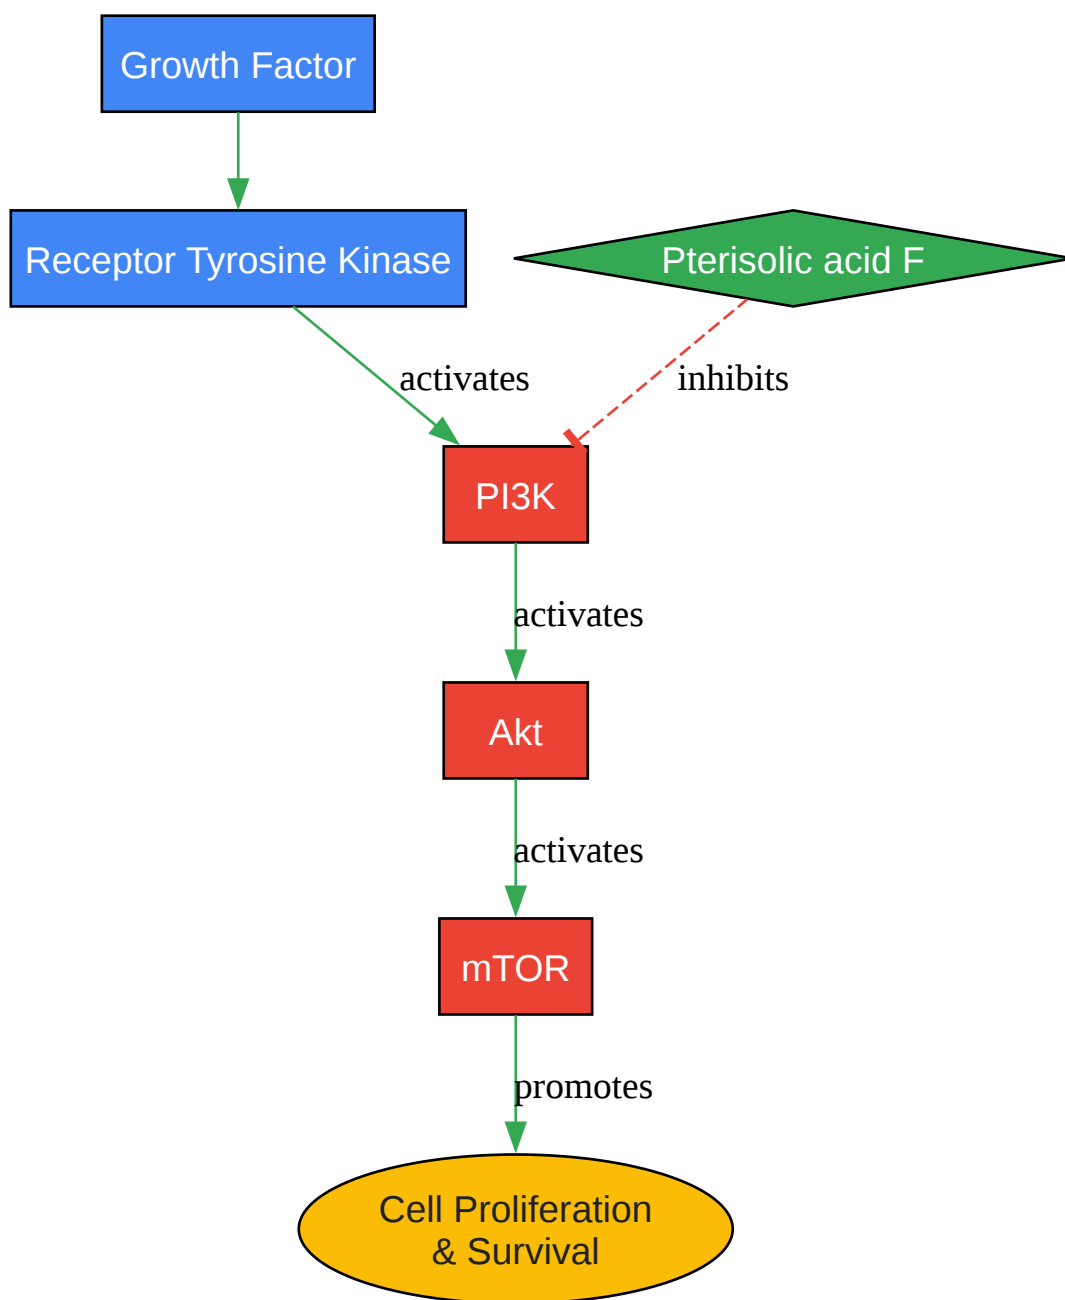 Growth Factor
Receptor Tyrosine Kinase
Pterisolic acid F
activates
inhibits
PI3K
activates
Akt
activates
mTOR
promotes
Cell Proliferation
& Survival